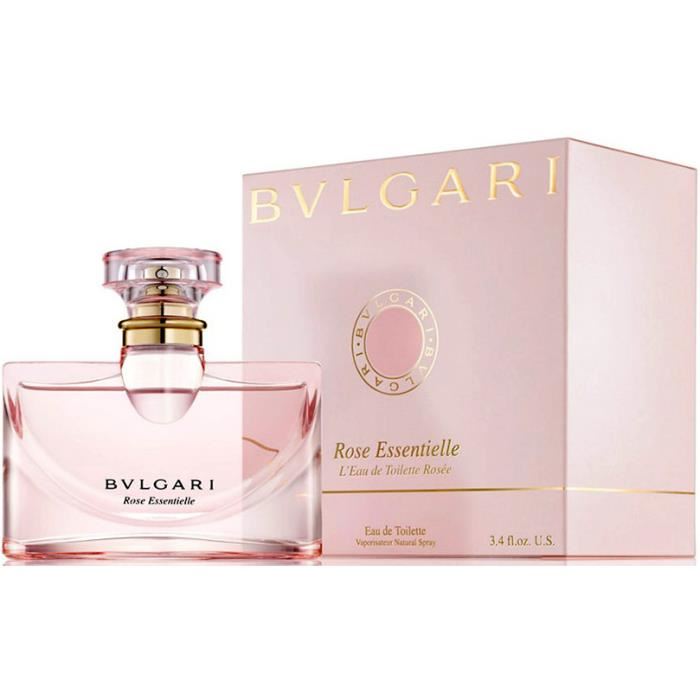 BVLGARI
BVLGARI · BVLGARI ·
Rose Essentielle
L'Eau de Toilette Rosée
Eau de Toilette
Vaporisateur Natural Spray
3.4 fl.oz. U.S.
BVLGARI
Rose Essentielle